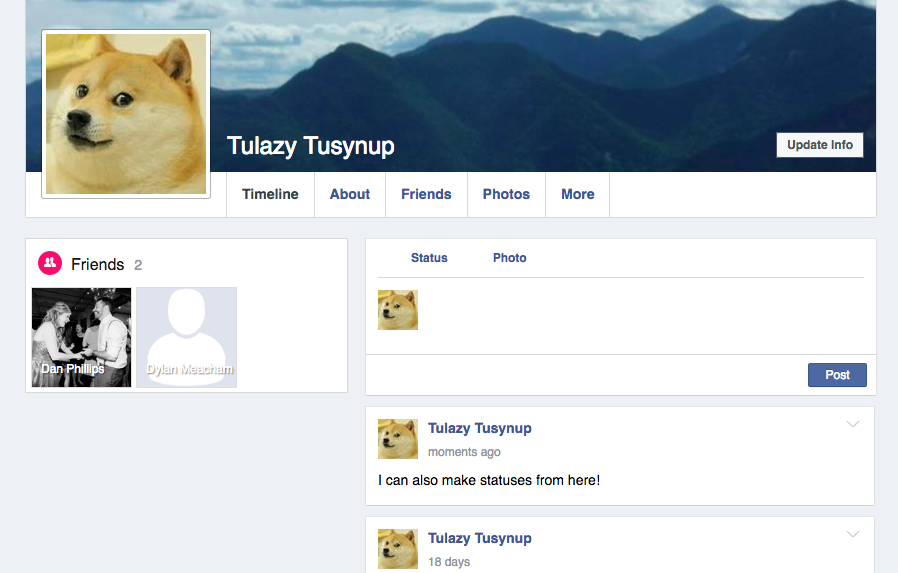 Tulazy Tusynup
Update Info
Timeline About Friends Photos More
Friends 2
Dan Phillips
Dylan Meacham
Status Photo
Post
Tulazy Tusynup
moments ago
I can also make statuses from here!
Tulazy Tusynup
18 days